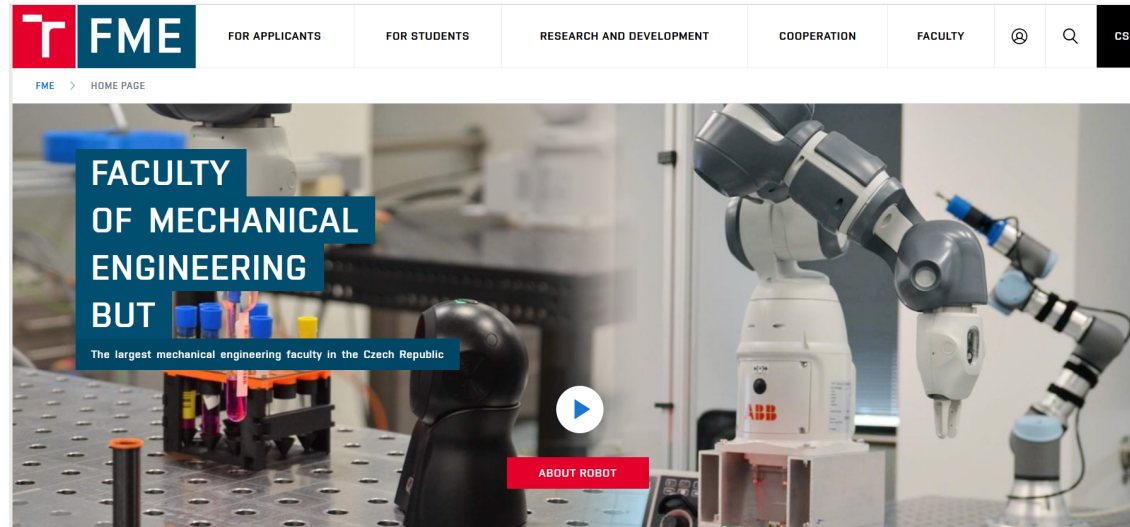 T FME
FOR APPLICANTS
FOR STUDENTS
RESEARCH AND DEVELOPMENT
COOPERATION
FACULTY
CS
FME > HOME PAGE
FACULTY
OF MECHANICAL
ENGINEERING
BUT
The largest mechanical engineering faculty in the Czech Republic
ABB
ABOUT ROBOT